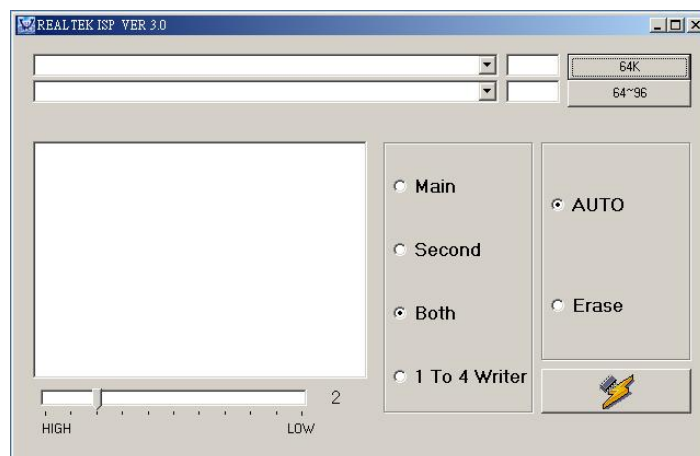 REALTEK ISP VER 3.0
64K
64~96
Main
AUTO
Second
Both
Erase
1 To 4 Writer
2
HIGH
LOW